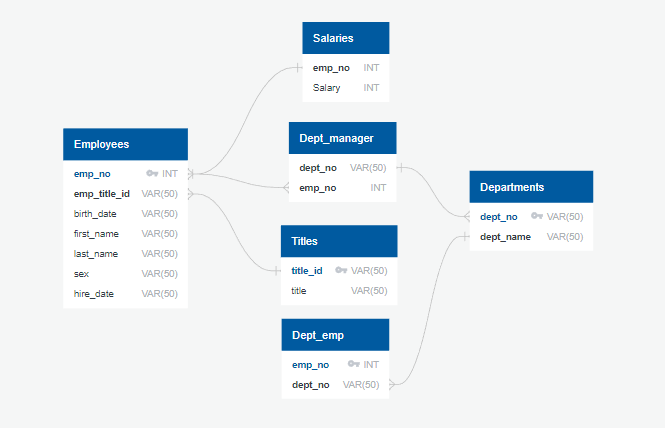 Salaries
emp_no INT
Salary INT
Employees
emp_no INT
emp_title_id VAR(50)
birth_date VAR(50)
first_name VAR(50)
last_name VAR(50)
sex VAR(50)
hire_date VAR(50)
Dept_manager
dept_no VAR(50)
emp_no INT
Departments
dept_no VAR(50)
dept_name VAR(50)
Titles
title_id VAR(50)
title VAR(50)
Dept_emp
emp_no INT
dept_no VAR(50)